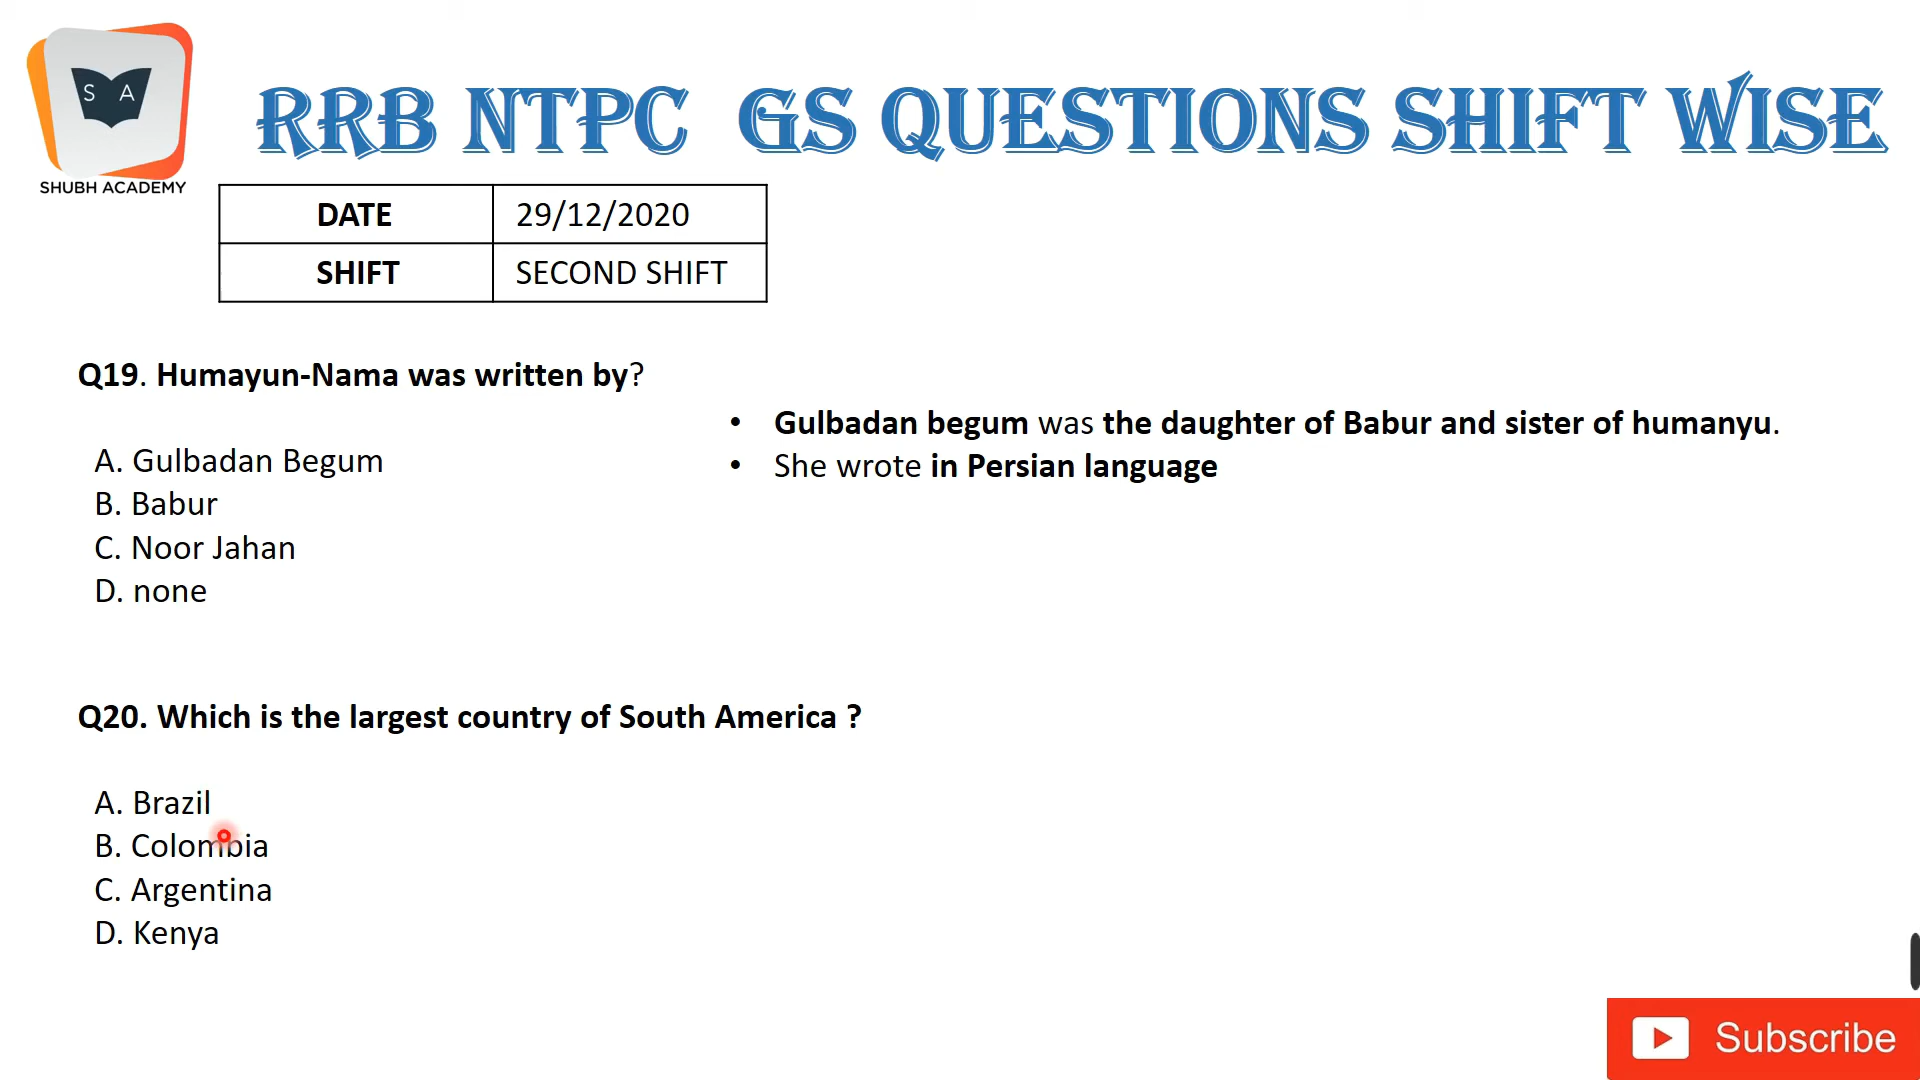 S A
SHUBH ACADEMY
RRB NTPC GS QUESTIONS SHIFT WISE
DATE 29/12/2020
SHIFT SECOND SHIFT
Q19. Humayun-Nama was written by?
• Gulbadan begum was the daughter of Babur and sister of humanyu.
• She wrote in Persian language
A. Gulbadan Begum
B. Babur
C. Noor Jahan
D. none
Q20. Which is the largest country of South America ?
A. Brazil
B. Colombia
C. Argentina
D. Kenya
Subscribe